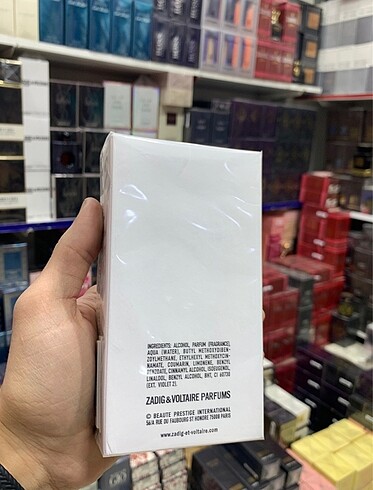 INGREDIENTS: ALCOHOL, PARFUM (FRAGRANCE),
AQUA (WATER), BUTYL METHOXYDIBEN-
ZOYLMETHANE, ETHYLHEXYL METHOXYCIN-
NAMATE, COUMARIN, LIMONENE, BENZYL
BENZOATE, CINNAMYL ALCOHOL, ISOEUGENOL,
LINALOOL, BENZYL ALCOHOL, BHT, CI 60730
(EXT. VIOLET 2).
ZADIG&VOLTAIRE PARFUMS
© BEAUTE PRESTIGE INTERNATIONAL
56/A RUE DU FAUBOURG ST HONORE 75008 PARIS
www.zadig-et-voltaire.com